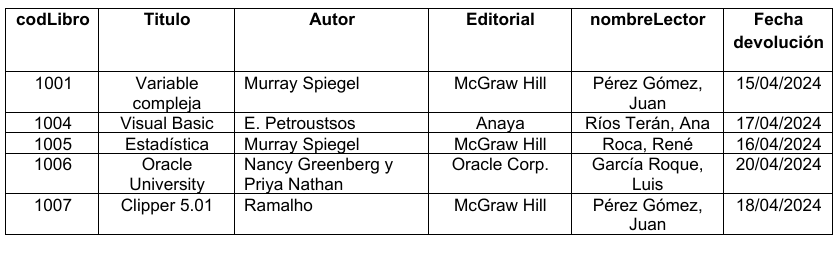 codLibro Titulo Autor Editorial nombreLector Fecha
devolución
1001 Variable Murray Spiegel McGraw Hill Pérez Gómez, 15/04/2024
compleja Juan
1004 Visual Basic E. Petroustsos Anaya Ríos Terán, Ana 17/04/2024
1005 Estadística Murray Spiegel McGraw Hill Roca, René 16/04/2024
1006 Oracle Nancy Greenberg y Oracle Corp. García Roque, 20/04/2024
University Priya Nathan Luis
1007 Clipper 5.01 Ramalho McGraw Hill Pérez Gómez, 18/04/2024
Juan